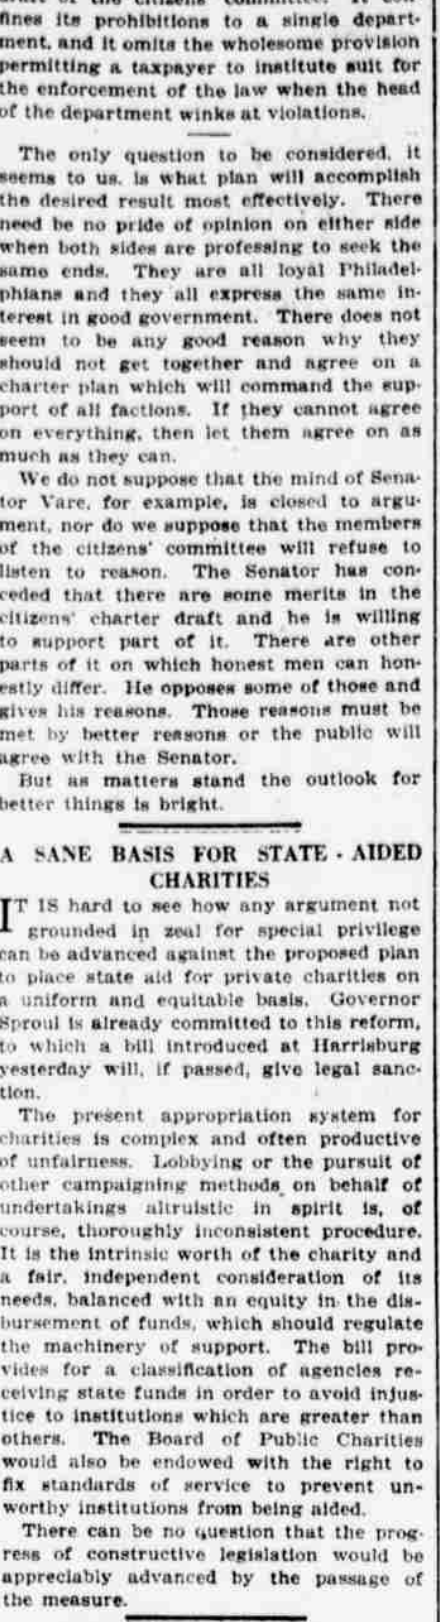 fines its prohibitions to a single depart-
ment, and it omits the wholesome provision
permitting a taxpayer to institute suit for
the enforcement of the law when the head
of the department winks at violations.
The only question to be considered, it
seems to us, is what plan will accomplish
the desired result most effectively. There
need be no pride of opinion on either side
when both sides are professing to seek the
same ends. They are all loyal Philadel-
phians and they all express the same in-
terest in good government. There does not
seem to be any good reason why they
should not get together and agree on a
charter plan which will command the sup-
port of all factions. If they cannot agree
on everything, then let them agree on as
much as they can.
We do not suppose that the mind of Sena-
tor Vare, for example, is closed to argu-
ment, nor do we suppose that the members
of the citizens' committee will refuse to
listen to reason. The Senator has con-
ceded that there are some merits in the
citizens' charter draft and he is willing
to support part of it. There are other
parts of it on which honest men can hon-
estly differ. He opposes some of those and
gives his reasons. Those reasons must be
met by better reasons or the public will
agree with the Senator.
But as matters stand the outlook for
better things is bright.
A SANE BASIS FOR STATE-AIDED
CHARITIES
IT IS hard to see how any argument not
grounded in zeal for special privilege
can be advanced against the proposed plan
to place state aid for private charities on
a uniform and equitable basis. Governor
Sproul is already committed to this reform,
to which a bill introduced at Harrisburg
yesterday will, if passed, give legal sanc-
tion.
The present appropriation system for
charities is complex and often productive
of unfairness. Lobbying or the pursuit of
other campaigning methods on behalf of
undertakings altruistic in spirit is, of
course, thoroughly inconsistent procedure.
It is the intrinsic worth of the charity and
a fair, independent consideration of its
needs, balanced with an equity in the dis-
bursement of funds, which should regulate
the machinery of support. The bill pro-
vides for a classification of agencies re-
ceiving state funds in order to avoid injus-
tice to institutions which are greater than
others. The Board of Public Charities
would also be endowed with the right to
fix standards of service to prevent un-
worthy institutions from being aided.
There can be no question that the prog-
ress of constructive legislation would be
appreciably advanced by the passage of
the measure.